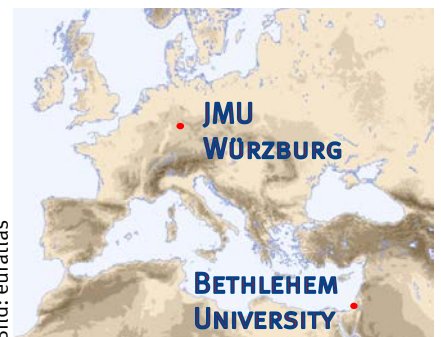 JMU
WÜRZBURG
BETHLEHEM
UNIVERSITY
Bild: euratlas